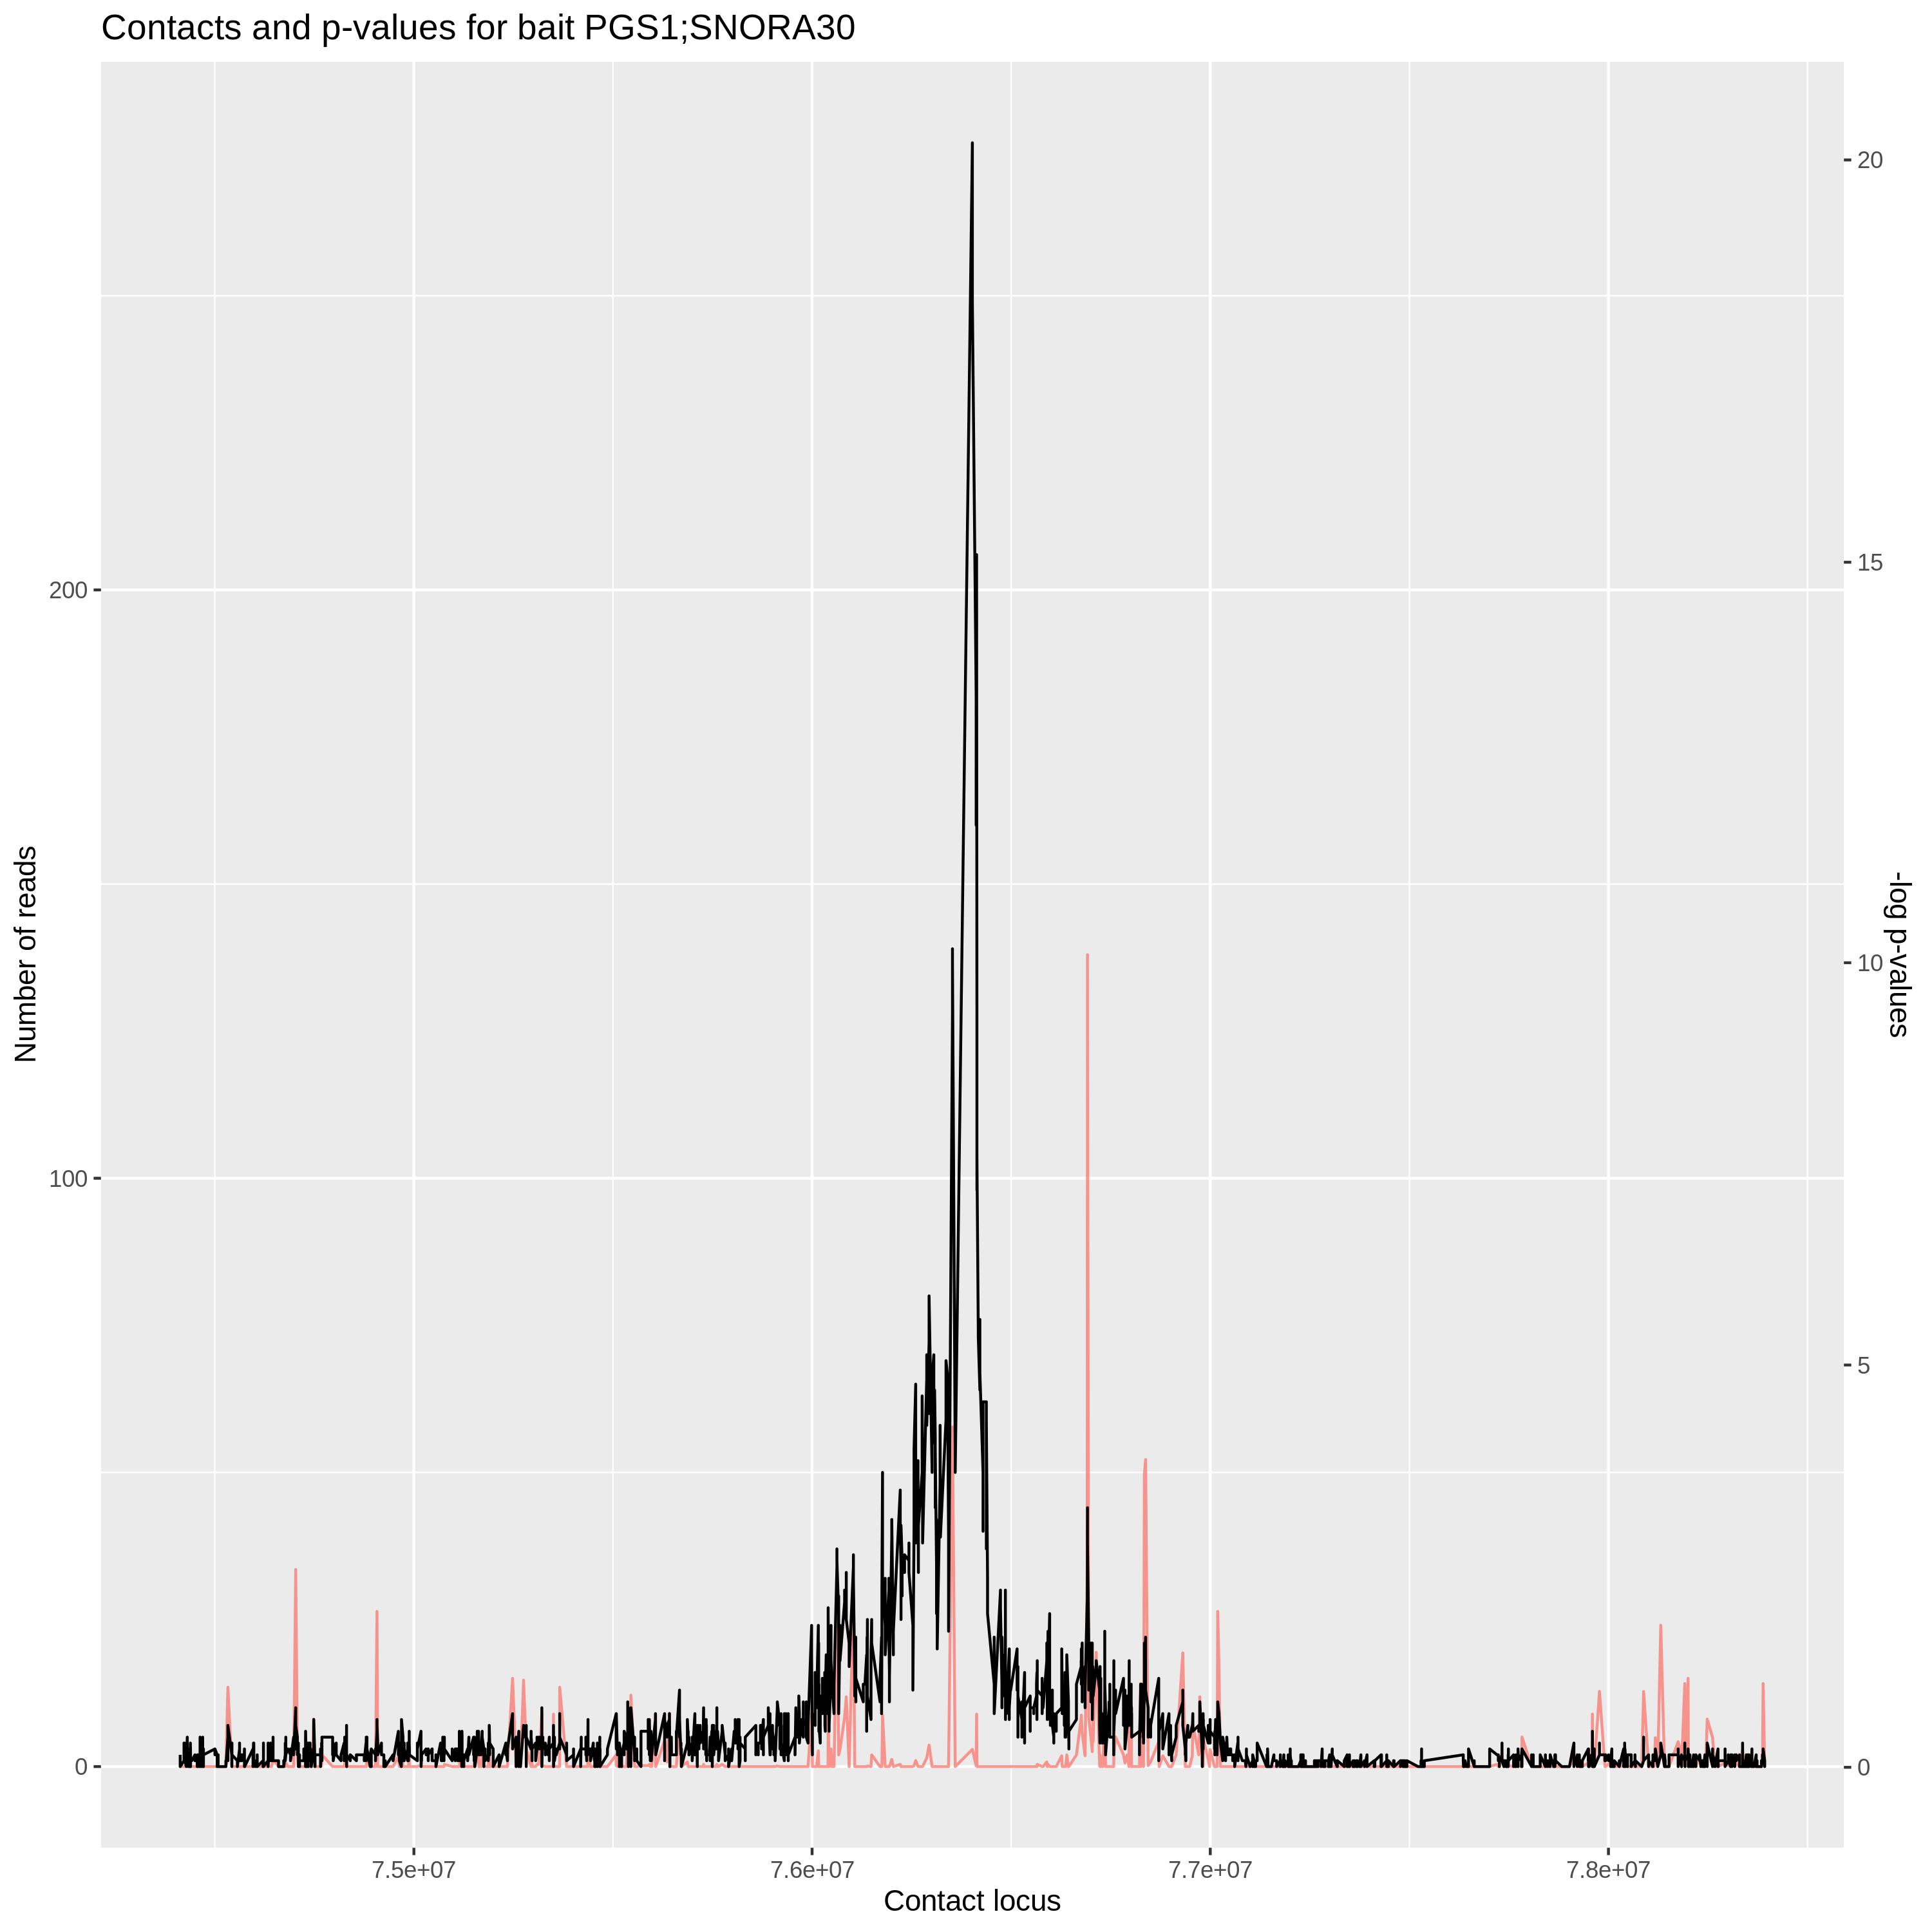 Contacts and p-values for bait PGS1;SNORA30
Number of reads
200
100
0
20
15
10
5
0
-log p-values
7.5e+07
7.6e+07
7.7e+07
7.8e+07
Contact locus